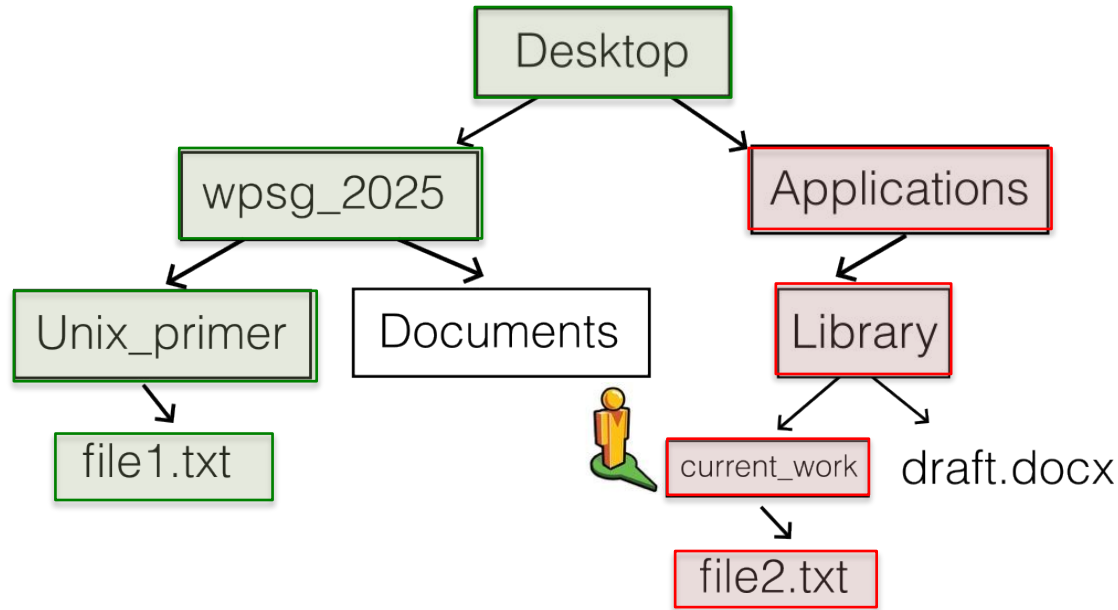 Desktop
wpsg_2025
Applications
Unix_primer
Documents
Library
file1.txt
current_work
draft.docx
file2.txt